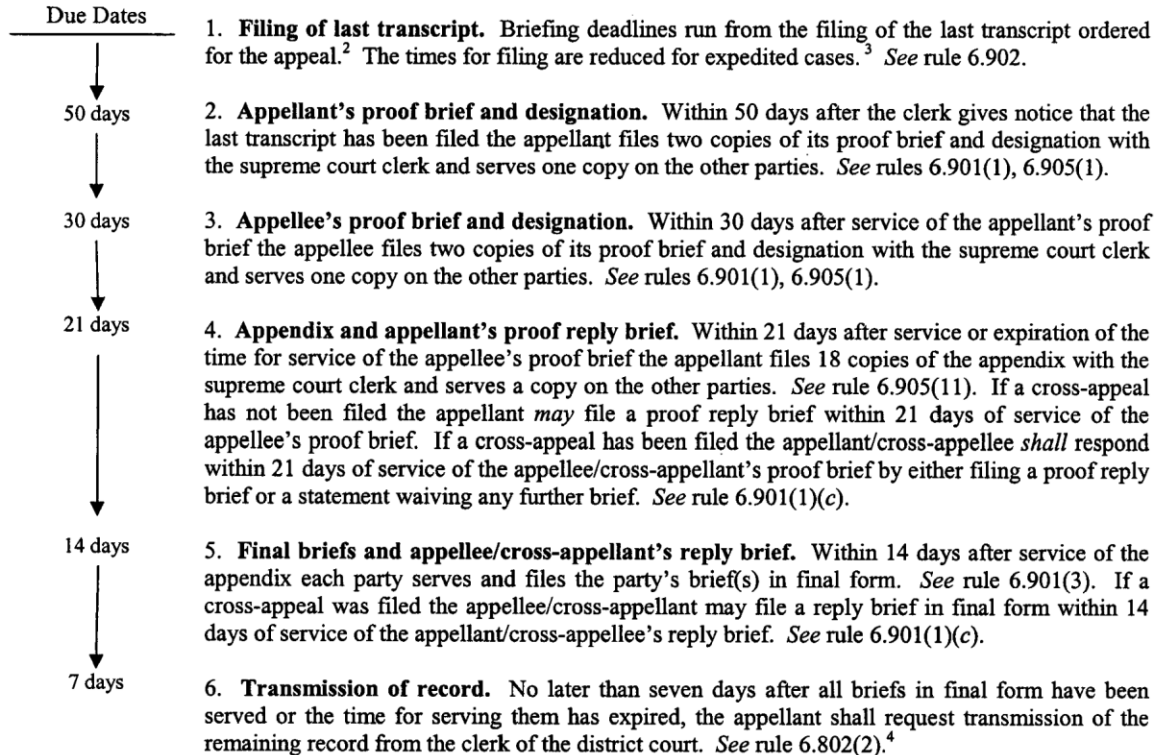 Due Dates
1. Filing of last transcript. Briefing deadlines run from the filing of the last transcript ordered
for the appeal.2 The times for filing are reduced for expedited cases.3 See rule 6.902.
50 days
2. Appellant's proof brief and designation. Within 50 days after the clerk gives notice that the
last transcript has been filed the appellant files two copies of its proof brief and designation with
the supreme court clerk and serves one copy on the other parties. See rules 6.901(1), 6.905(1).
30 days
3. Appellee's proof brief and designation. Within 30 days after service of the appellant's proof
brief the appellee files two copies of its proof brief and designation with the supreme court clerk
and serves one copy on the other parties. See rules 6.901(1), 6.905(1).
21 days
4. Appendix and appellant's proof reply brief. Within 21 days after service or expiration of the
time for service of the appellee's proof brief the appellant files 18 copies of the appendix with the
supreme court clerk and serves a copy on the other parties. See rule 6.905(11). If a cross-appeal
has not been filed the appellant may file a proof reply brief within 21 days of service of the
appellee's proof brief. If a cross-appeal has been filed the appellant/cross-appellee shall respond
within 21 days of service of the appellee/cross-appellant's proof brief by either filing a proof reply
brief or a statement waiving any further brief. See rule 6.901(1)(c).
14 days
5. Final briefs and appellee/cross-appellant's reply brief. Within 14 days after service of the
appendix each party serves and files the party's brief(s) in final form. See rule 6.901(3). If a
cross-appeal was filed the appellee/cross-appellant may file a reply brief in final form within 14
days of service of the appellant/cross-appellee's reply brief. See rule 6.901(1)(c).
7 days
6. Transmission of record. No later than seven days after all briefs in final form have been
served or the time for serving them has expired, the appellant shall request transmission of the
remaining record from the clerk of the district court. See rule 6.802(2).4